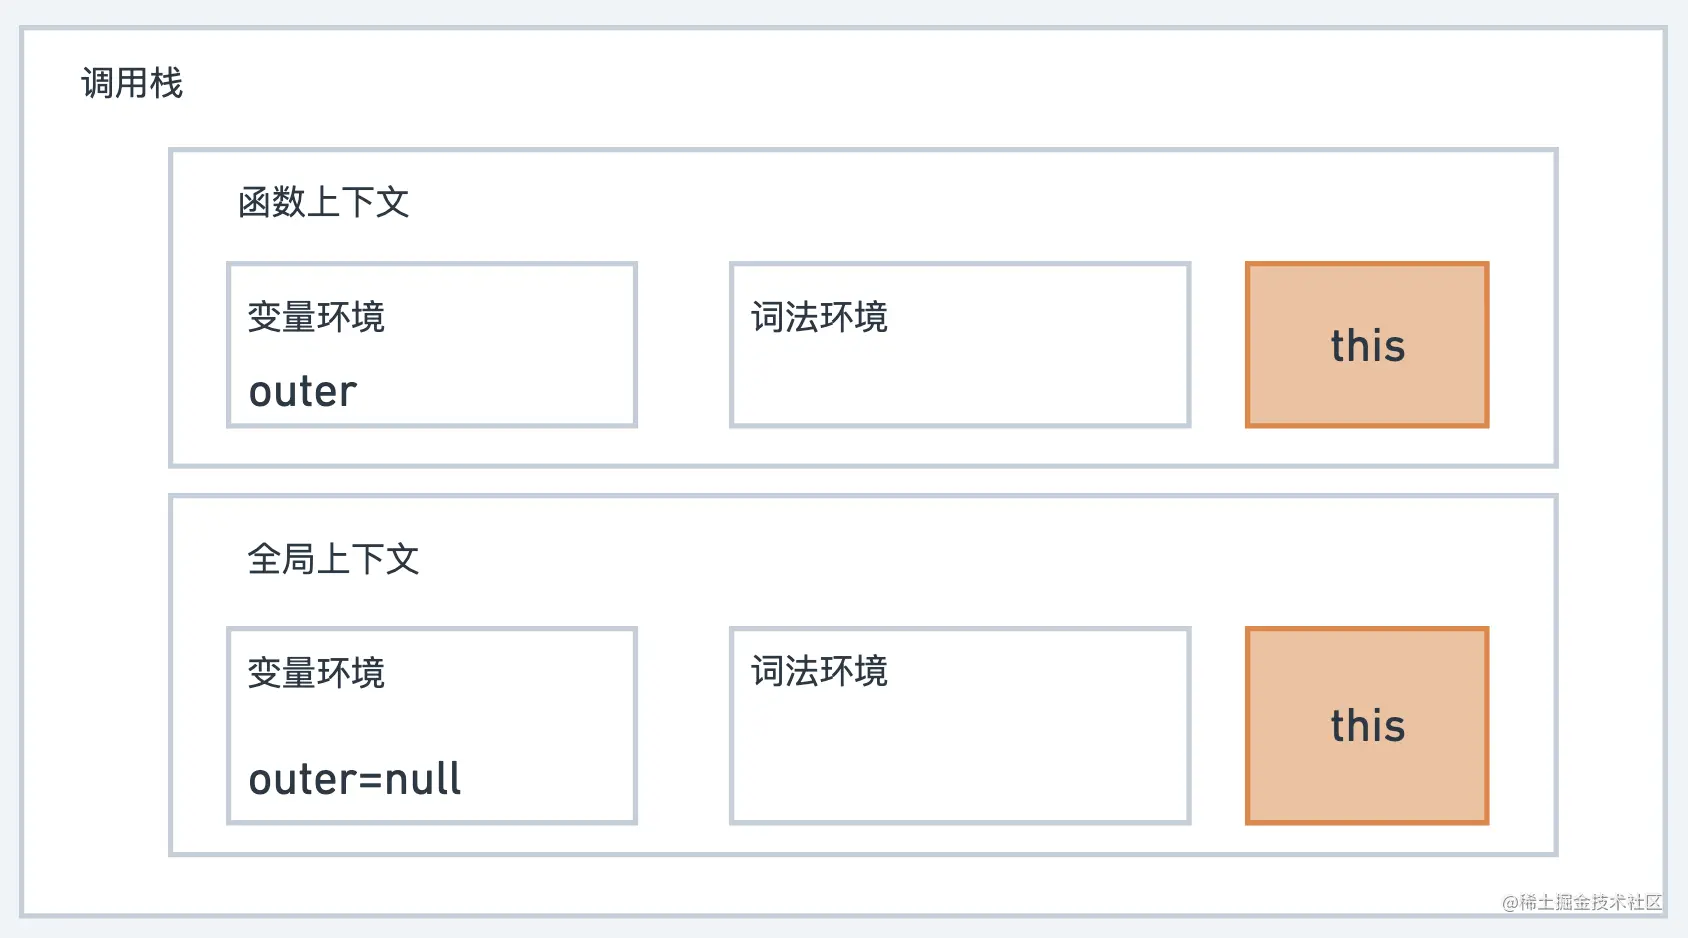 调用栈
函数上下文
变量环境
outer
词法环境
this
全局上下文
变量环境
outer=null
词法环境
this
@稀土掘金技术社区